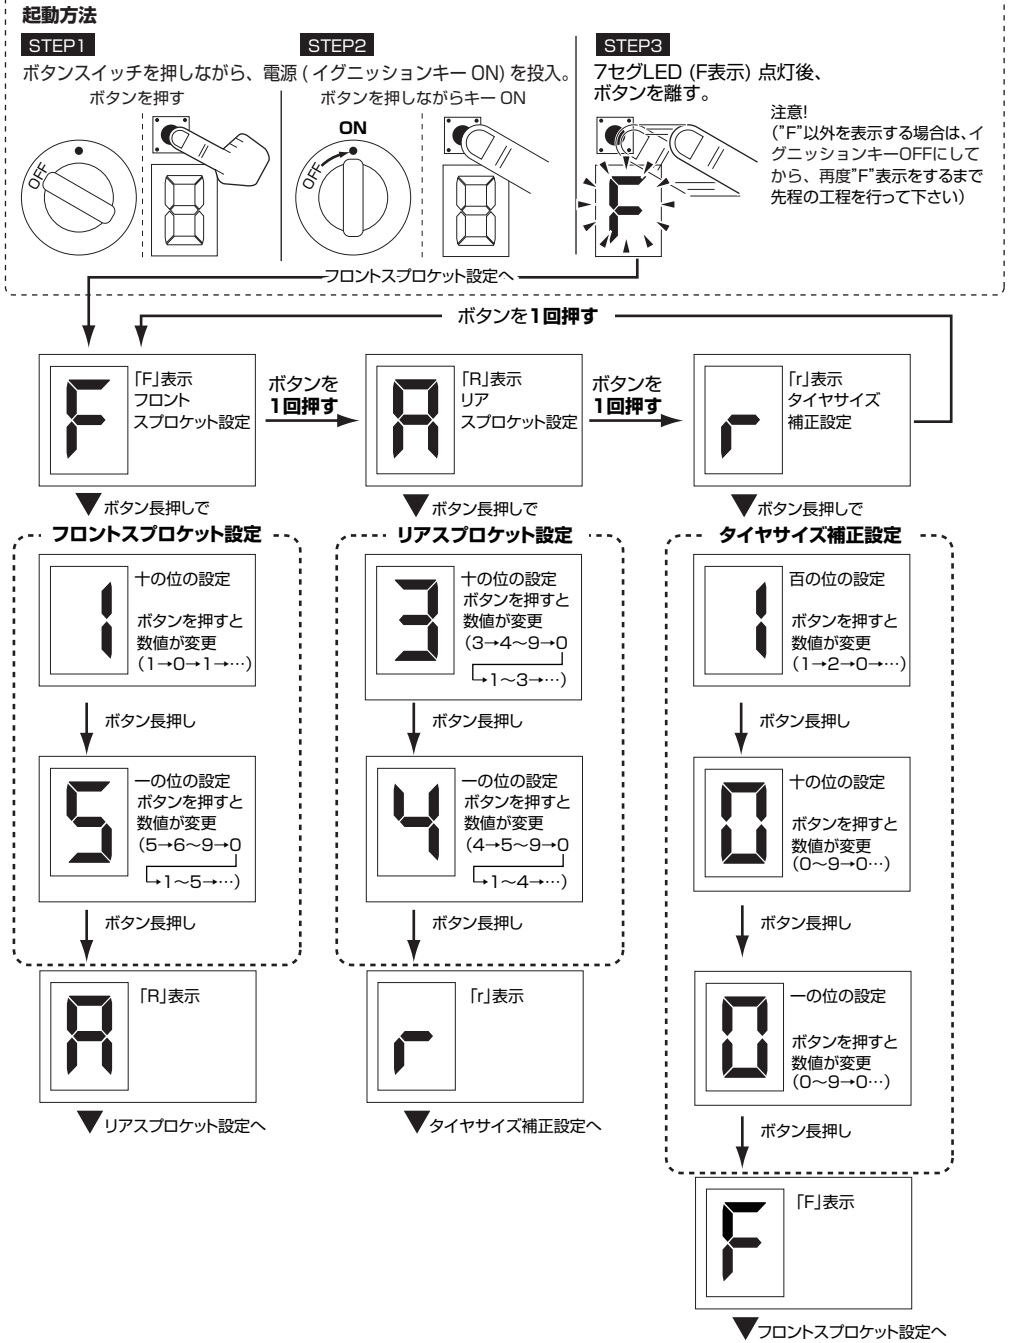 起動方法
STEP1
ボタンスイッチを押しながら、電源 ( イグニッションキー ON) を投入。
ボタンを押す
OFF
STEP2
ボタンを押しながらキー ON
ON
OFF
STEP3
7セグLED (F表示) 点灯後、
ボタンを離す。
注意!
("F"以外を表示する場合は、イ
グニッションキーOFFにして
から、再度"F"表示をするまで
先程の工程を行って下さい)
F
フロントスプロケット設定へ
ボタンを1回押す
F
「F」表示
フロント
スプロケット設定
ボタンを
1回押す
R
「R」表示
リア
スプロケット設定
ボタンを
1回押す
r
「r」表示
タイヤサイズ
補正設定
ボタン長押しで
フロントスプロケット設定
1
十の位の設定
ボタンを押すと
数値が変更
(1→0→1→…)
ボタン長押し
5
一の位の設定
ボタンを押すと
数値が変更
(5→6～9→0
→1～5→…)
ボタン長押し
R
「R」表示
リアスプロケット設定へ
ボタン長押しで
リアスプロケット設定
3
十の位の設定
ボタンを押すと
数値が変更
(3→4～9→0
→1～3→…)
ボタン長押し
4
一の位の設定
ボタンを押すと
数値が変更
(4→5～9→0
→1～4→…)
ボタン長押し
r
「r」表示
タイヤサイズ補正設定へ
ボタン長押しで
タイヤサイズ補正設定
1
百の位の設定
ボタンを押すと
数値が変更
(1→2→0→…)
ボタン長押し
0
十の位の設定
ボタンを押すと
数値が変更
(0～9→0…)
ボタン長押し
0
一の位の設定
ボタンを押すと
数値が変更
(0～9→0…)
ボタン長押し
F
「F」表示
フロントスプロケット設定へ